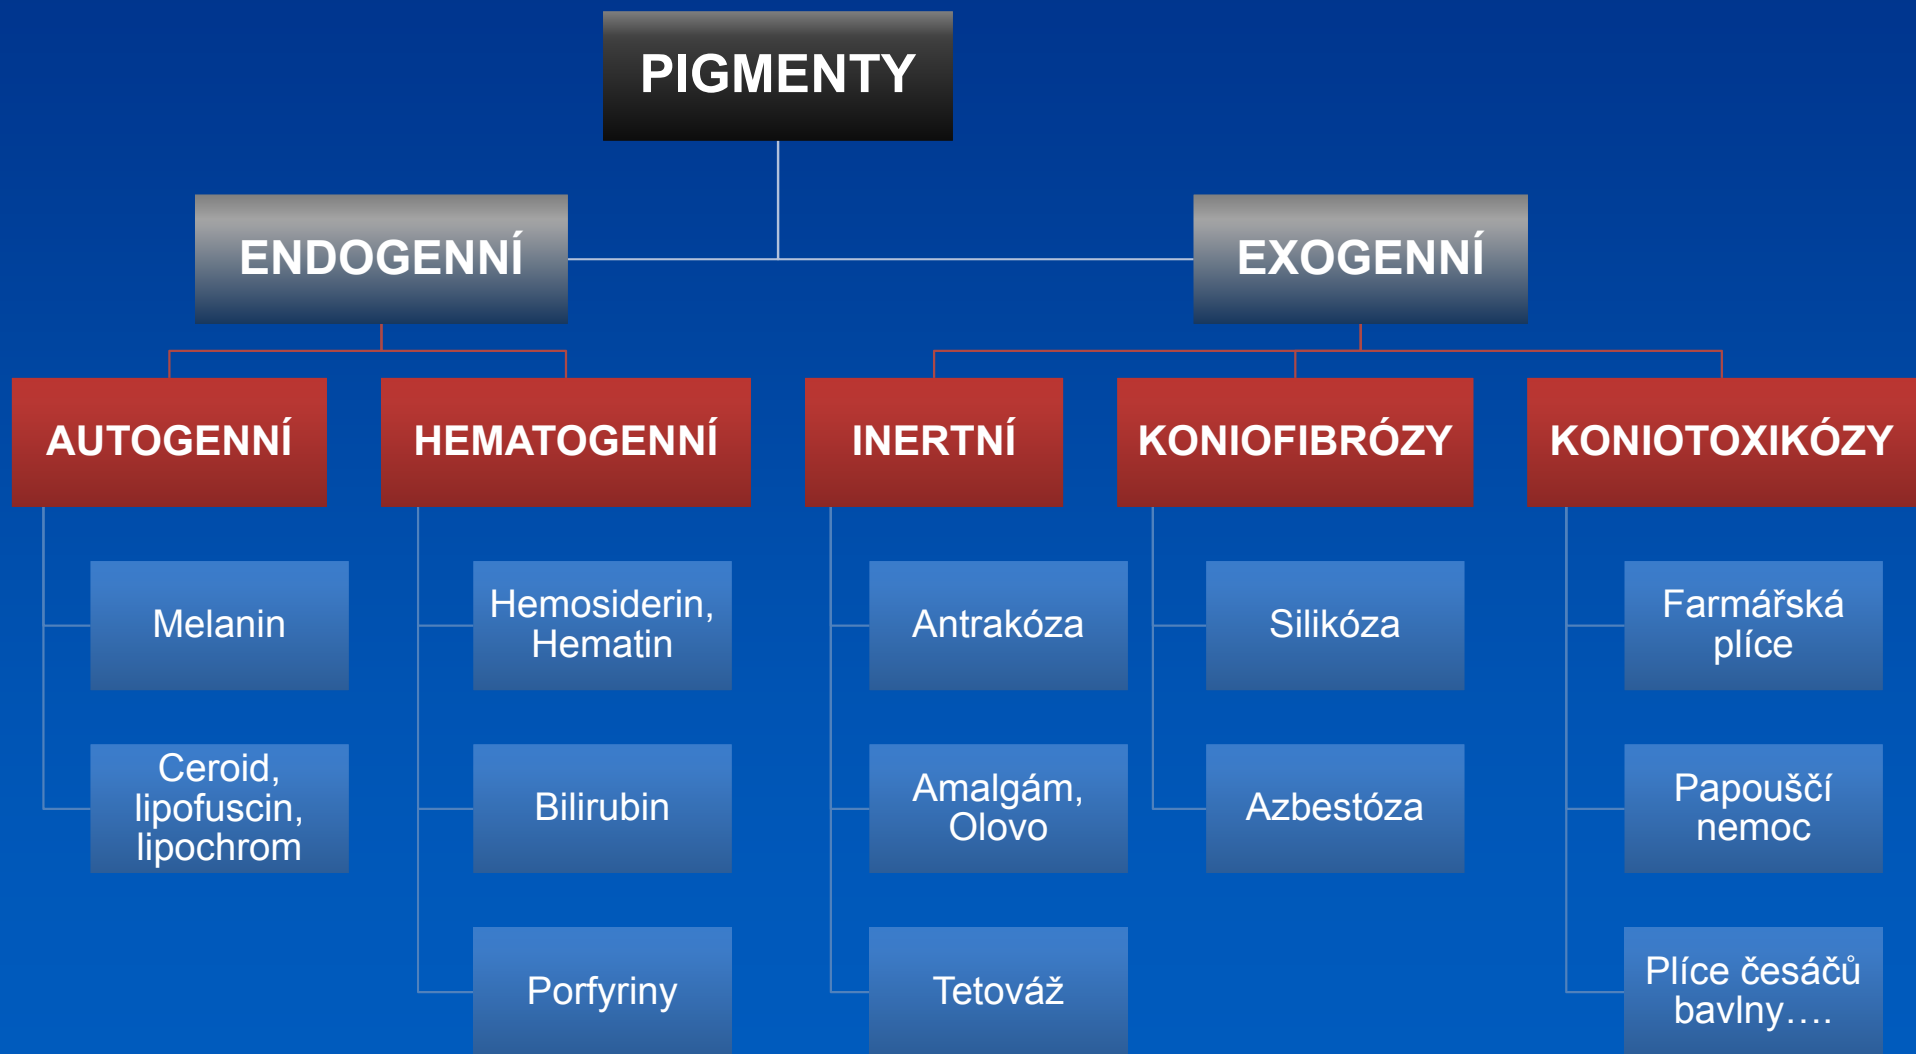 PIGMENTY
ENDOGENNÍ
EXOGENNÍ
AUTOGENNÍ
HEMATOGENNÍ
INERTNÍ
KONIOFIBRÓZY
KONIOTOXIKÓZY
Melanin
Hemosiderin,
Hematin
Antrakóza
Silikóza
Farmářská
plíce
Ceroid,
lipofuscin,
lipochrom
Bilirubin
Amalgám,
Olovo
Azbestóza
Papouščí
nemoc
Porfyriny
Tetováž
Plíce česáčů
bavlny….